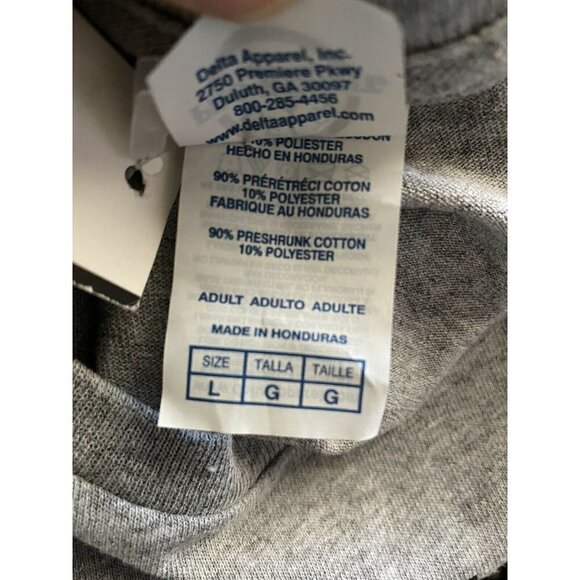 Delta Apparel, Inc.
2750 Premiere Pkwy
Duluth, GA 30097
800-285-4456
www.deltaapparel.com
10% POLIESTER
HECHO EN HONDURAS
90% PRÉRÉTRÉCI COTON
10% POLYESTER
FABRIQUE AU HONDURAS
90% PRESHRUNK COTTON
10% POLYESTER
ADULT ADULTO ADULTE
MADE IN HONDURAS
SIZE TALLA TAILLE
L G G